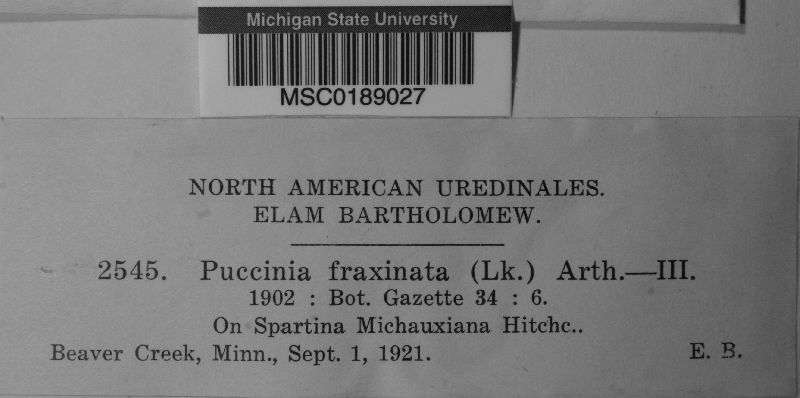 Michigan State University
MSC0189027
NORTH AMERICAN UREDINALES.
ELAM BARTHOLOMEW.
2545. Puccinia fraxinata (Lk.) Arth.—III.
1902 : Bot. Gazette 34 : 6.
On Spartina Michauxiana Hitchc..
Beaver Creek, Minn., Sept. 1, 1921. E. B.